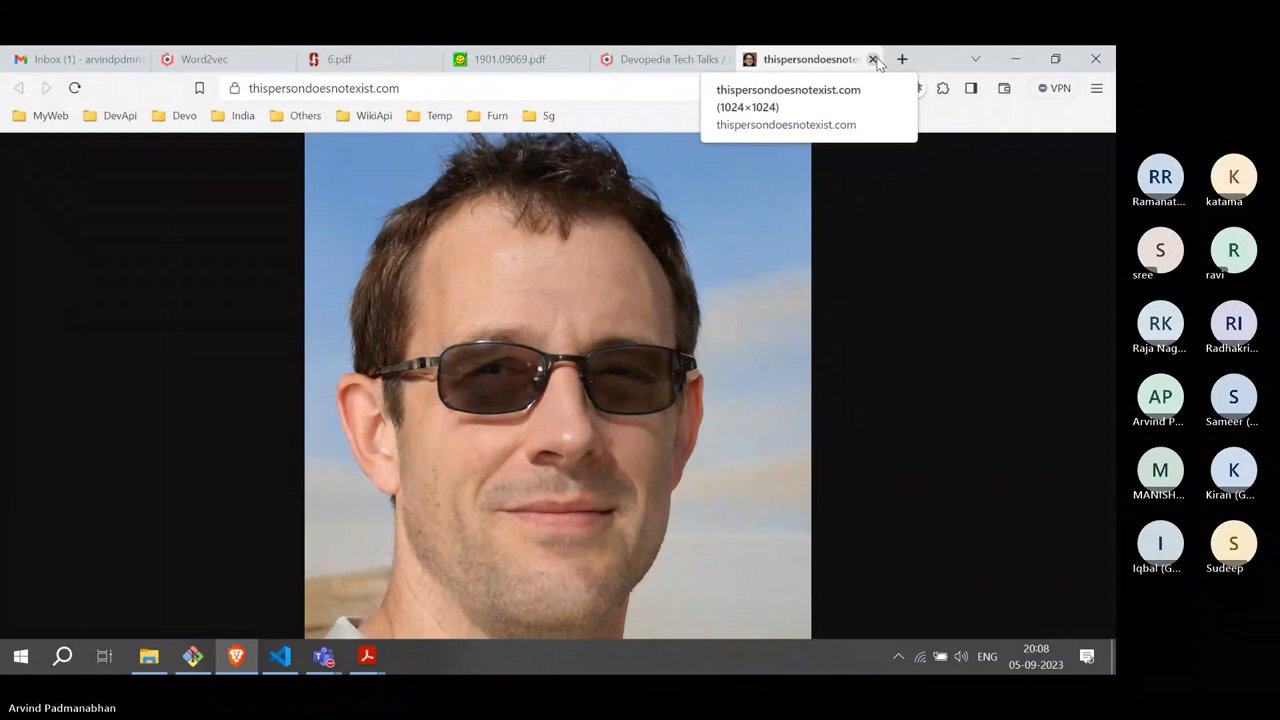 Inbox (1) - arvindpdmn
Word2vec
6.pdf
1901.09069.pdf
Devopedia Tech Talks /
thispersondoesnotex
thispersondoesnotexist.com
thispersondoesnotexist.com
(1024×1024)
thispersondoesnotexist.com
VPN
MyWeb
DevApi
Devo
India
Others
WikiApi
Temp
Furn
Sg
RR
Ramanat...
K
katama
S
sree
R
ravi
RK
Raja Nag...
RI
Radhakri...
AP
Arvind P...
S
Sameer (...
M
MANISH...
K
Kiran (G...
I
Iqbal (G...
S
Sudeep
ENG
20:08
05-09-2023
Arvind Padmanabhan